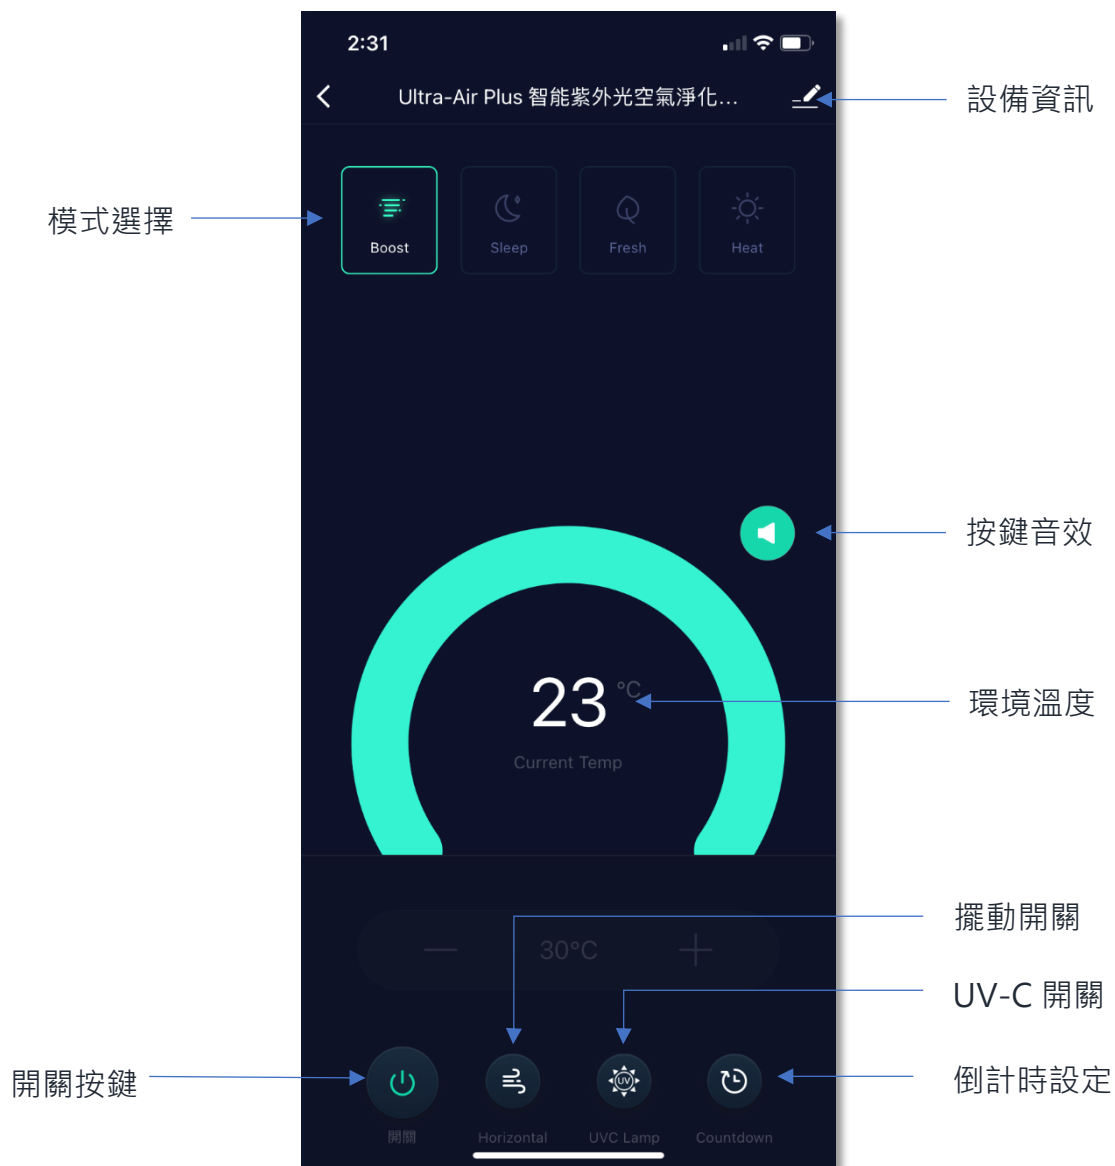 2:31
Ultra-Air Plus 智能紫外光空氣淨化...
設備資訊
模式選擇
Boost
Sleep
Fresh
Heat
按鍵音效
23 °C
環境溫度
Current Temp
擺動開關
30°C
UV-C 開關
UV
倒計時設定
開關按鍵
開關
Horizontal
UVC Lamp
Countdown